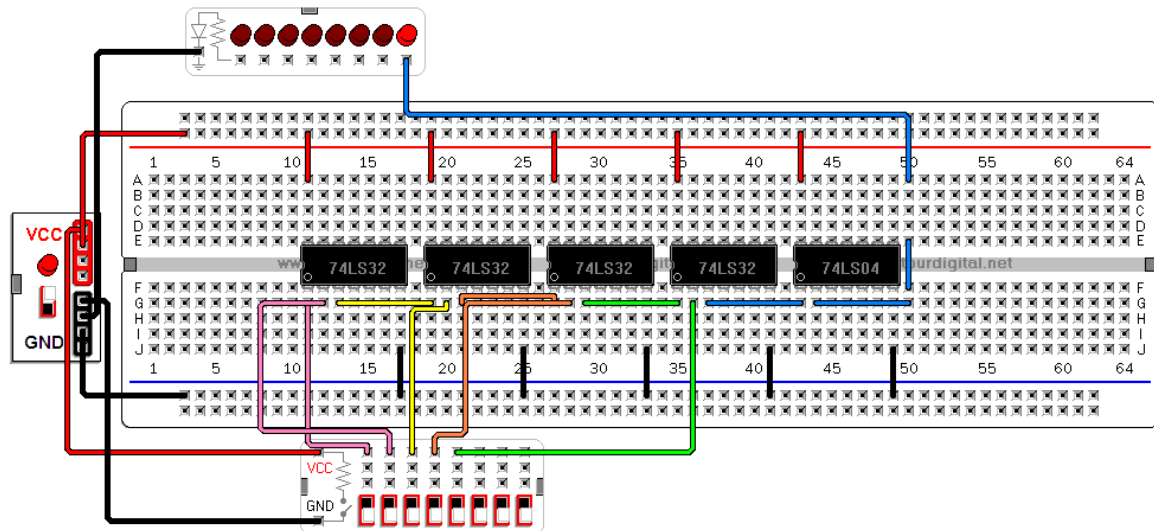 1 5 10 15 20 25 30 35 40 45 50 55 60 64
A A
B B
C C
D D
VCC
E E
74LS32 74LS32 74LS32 74LS32 74LS04
ourdigital.net
F F
G G
H H
GND
I I
J J
1 5 10 15 20 25 30 35 40 45 50 55 60 64
VCC
GND